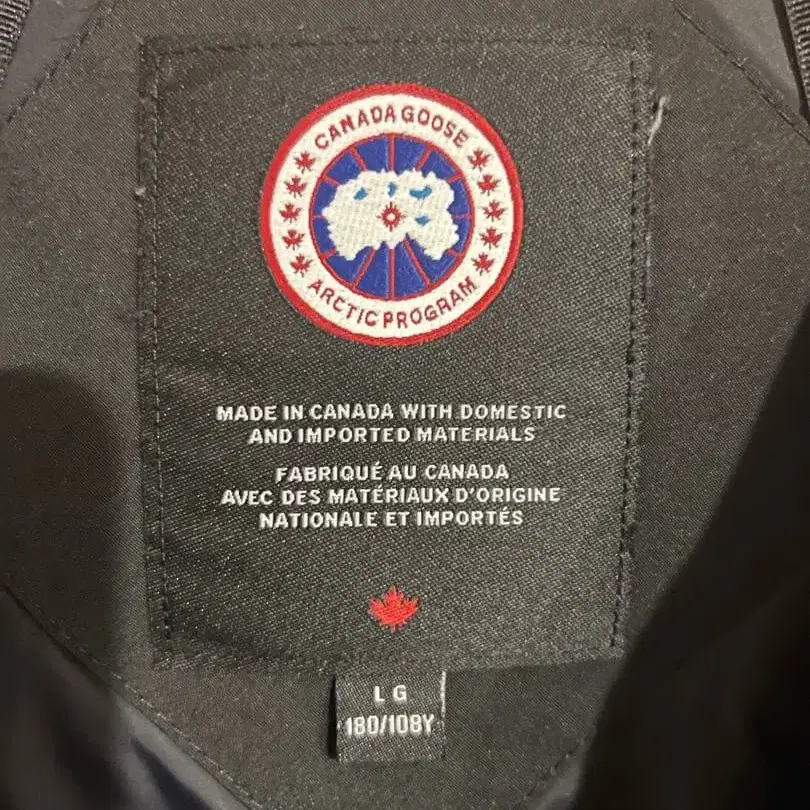 CANADA GOOSE
ARCTIC PROGRAM
MADE IN CANADA WITH DOMESTIC
AND IMPORTED MATERIALS
FABRIQUÉ AU CANADA
AVEC DES MATÉRIAUX D'ORIGINE
NATIONALE ET IMPORTÉS
LG
180/108Y